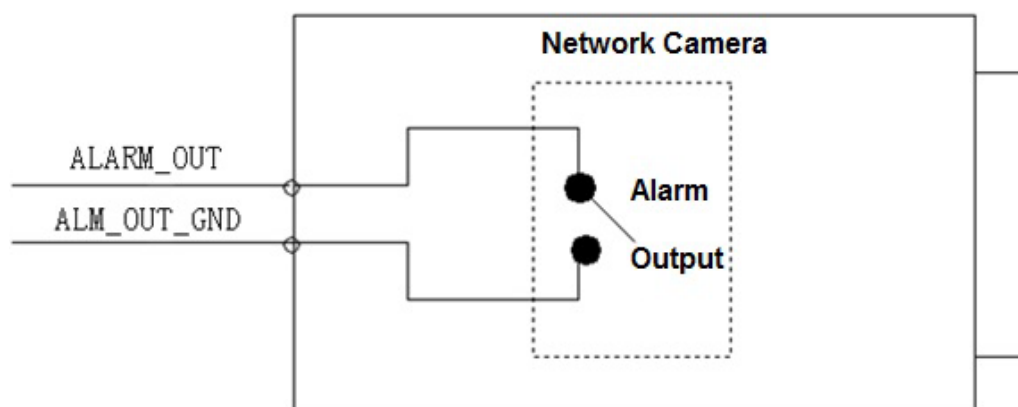 Network Camera
ALARM_OUT
Alarm
ALM_OUT_GND
Output